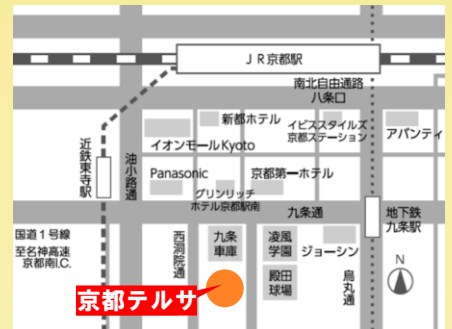 JR京都駅
南北自由通路
八条口
新都ホテル
イビススタイルズ
京都ステーション
アバンティ
イオンモールKyoto
近鉄東寺駅
油小路通
Panasonic
京都第一ホテル
グリンリッチ
ホテル京都駅南
九条通
地下鉄
九条駅
国道1号線
至名神高速
京都南I.C.
西洞院通
九条
車庫
凌風
学園
ジョーシン
殿田
球場
烏丸通
N
京都テルサ